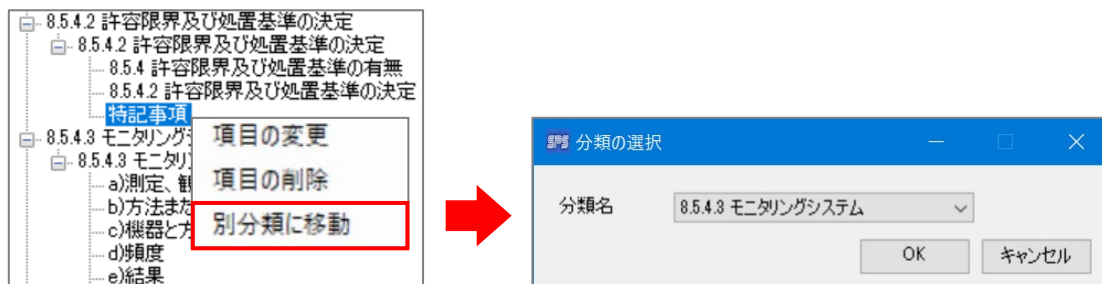 8.5.4.2 許容限界及び処置基準の決定
8.5.4.2 許容限界及び処置基準の決定
8.5.4 許容限界及び処置基準の有無
8.5.4.2 許容限界及び処置基準の決定
特記事項
8.5.4.3 モニタリング
8.5.4.3 モニタ
a)測定、
b)方法また
c)機器と方
d)頻度
e)結果
項目の変更
項目の削除
別分類に移動
SPS 分類の選択
分類名
8.5.4.3 モニタリングシステム
OK
キャンセル